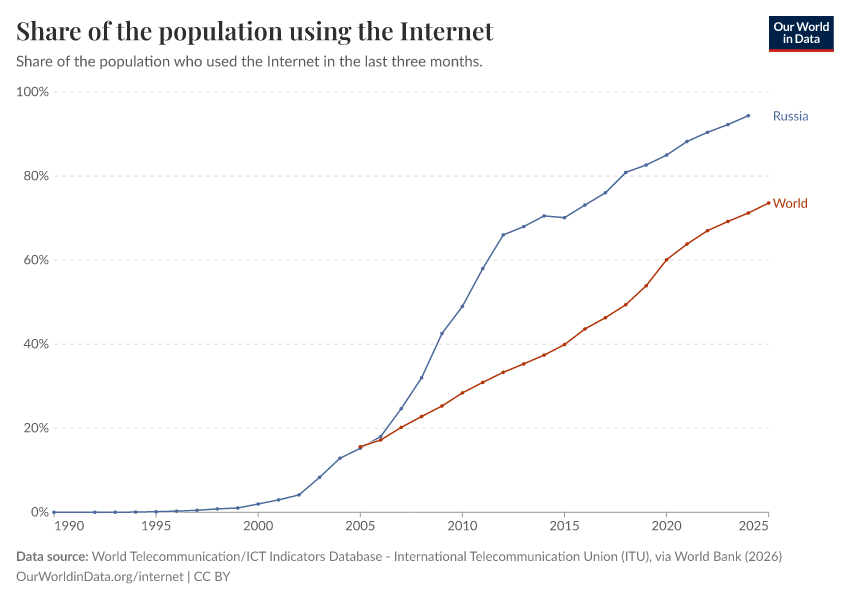 Share of the population using the Internet
Our World
in Data
Share of the population who used the Internet in the last three months.
100%
80%
60%
40%
20%
0%
Russia
World
1990
1995
2000
2005
2010
2015
2020
2025
Data source: World Telecommunication/ICT Indicators Database - International Telecommunication Union (ITU), via World Bank (2026)
OurWorldinData.org/internet | CC BY